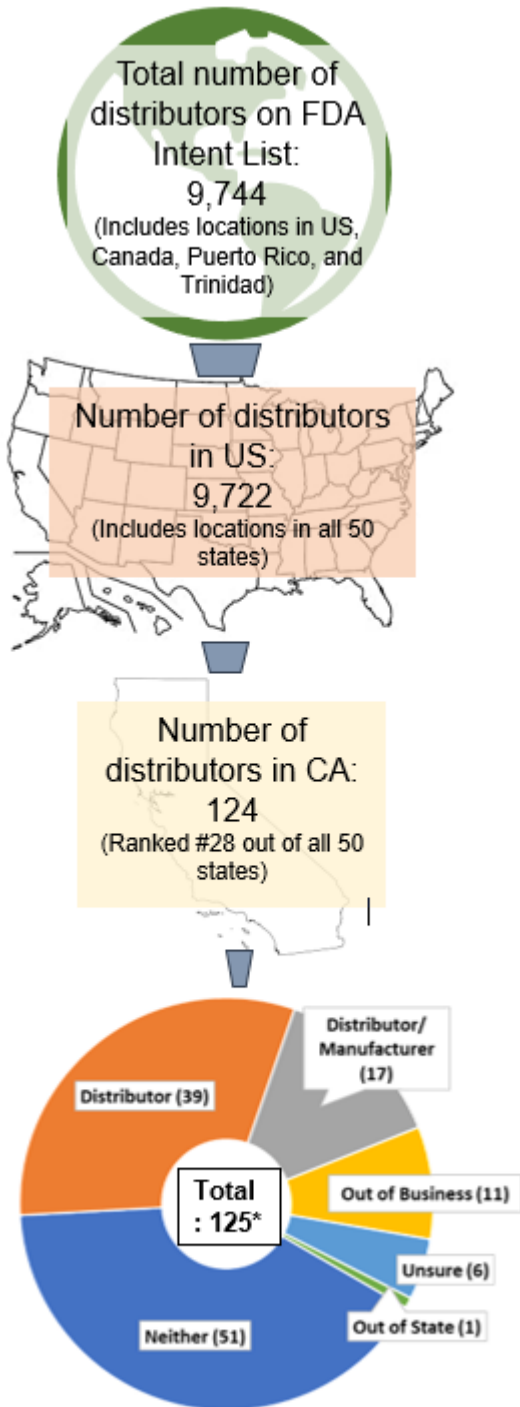 Total number of
distributors on FDA
Intent List:
9,744
(Includes locations in US,
Canada, Puerto Rico, and
Trinidad)
Number of distributors
in US:
9,722
(Includes locations in all 50
states)
Number of
distributors in CA:
124
(Ranked #28 out of all 50
states)
Distributor/
Manufacturer
(17)
Distributor (39)
Total
: 125*
Out of Business (11)
Unsure (6)
Out of State (1)
Neither (51)